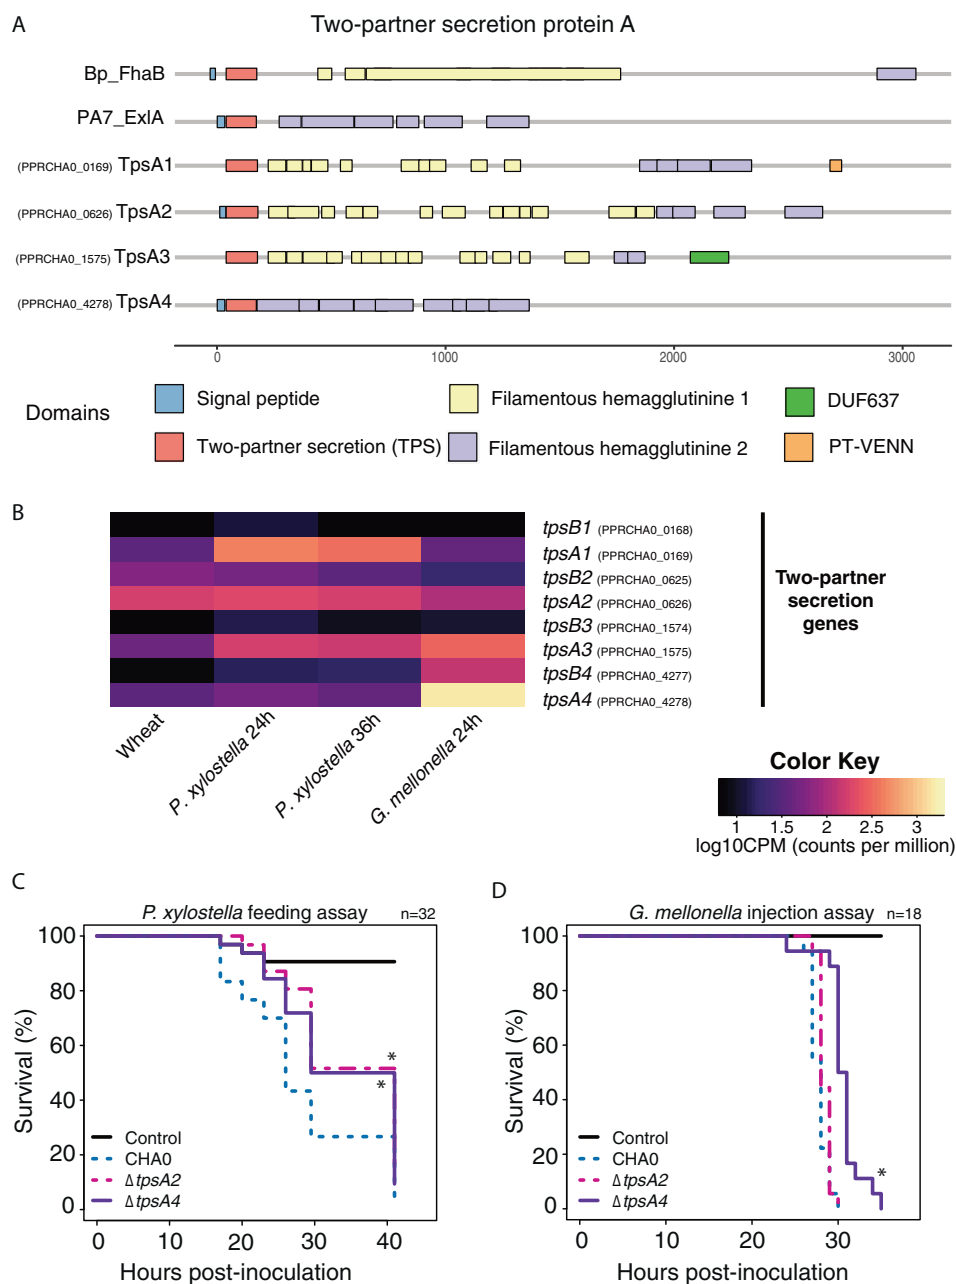 A
Two-partner secretion protein A
Bp_FhaB
PA7_ExlA
(PPRCHA0_0169) TpsA1
(PPRCHA0_0626) TpsA2
(PPRCHA0_1575) TpsA3
(PPRCHA0_4278) TpsA4
0 1000 2000 3000
Domains
Signal peptide
Filamentous hemagglutinine 1
DUF637
Two-partner secretion (TPS)
Filamentous hemagglutinine 2
PT-VENN
B
tpsB1 (PPRCHA0_0168)
tpsA1 (PPRCHA0_0169)
tpsB2 (PPRCHA0_0625)
tpsA2 (PPRCHA0_0626)
tpsB3 (PPRCHA0_1574)
tpsA3 (PPRCHA0_1575)
tpsB4 (PPRCHA0_4277)
tpsA4 (PPRCHA0_4278)
Two-partner
secretion
genes
Wheat
P. xylostella 24h
P. xylostella 36h
G. mellonella 24h
Color Key
1 1.5 2 2.5 3
log10CPM (counts per million)
C
P. xylostella feeding assay n=32
100
80
60
40
20
0
Survival (%)
*
*
Control
CHA0
ΔtpsA2
ΔtpsA4
0 10 20 30 40
Hours post-inoculation
D
G. mellonella injection assay n=18
100
80
60
40
20
0
Survival (%)
*
Control
CHA0
ΔtpsA2
ΔtpsA4
0 10 20 30
Hours post-inoculation